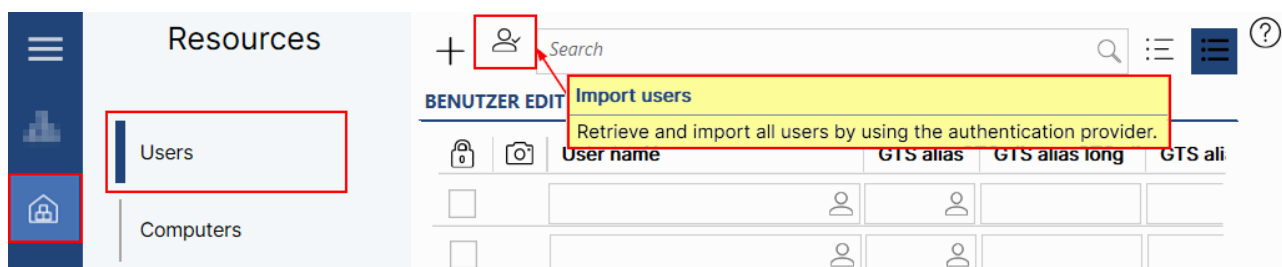 Resources
Search
?
BENUTZER EDIT
Import users
Retrieve and import all users by using the authentication provider.
Users
User name GTS alias GTS alias long GTS ali
Computers